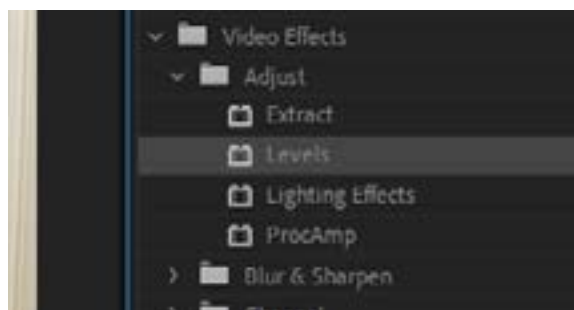 Video Effects
Adjust
Extract
Levels
Lighting Effects
ProcAmp
Blur & Sharpen